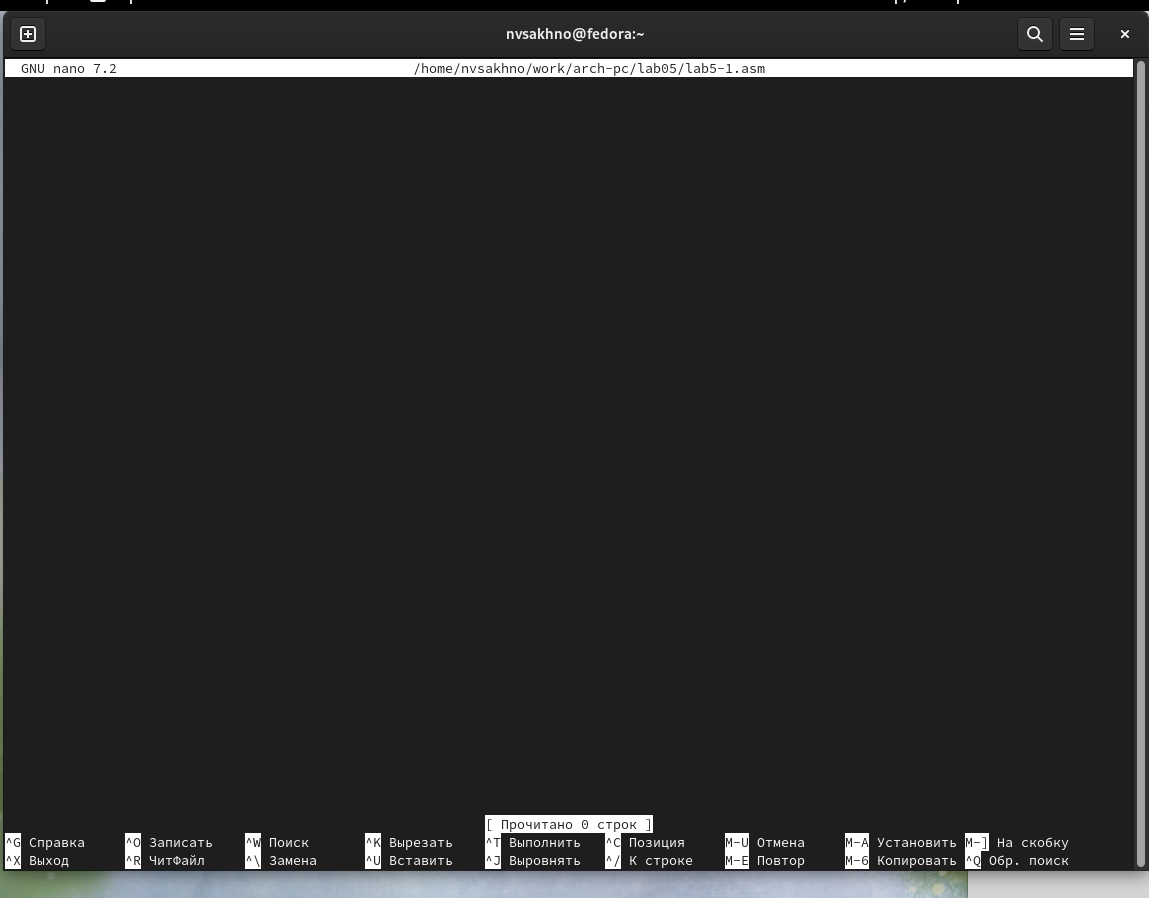 nvsakhno@fedora:~
GNU nano 7.2 /home/nvsakhno/work/arch-pc/lab05/lab5-1.asm
[ Прочитано 0 строк ]
^G Справка ^O Записать ^W Поиск ^K Вырезать ^T Выполнить ^C Позиция M-U Отмена M-A Установить M-] На скобку
^X Выход ^R ЧитФайл ^\ Замена ^U Вставить ^J Выровнять ^/ К строке M-E Повтор M-6 Копировать ^Q Обр. поиск